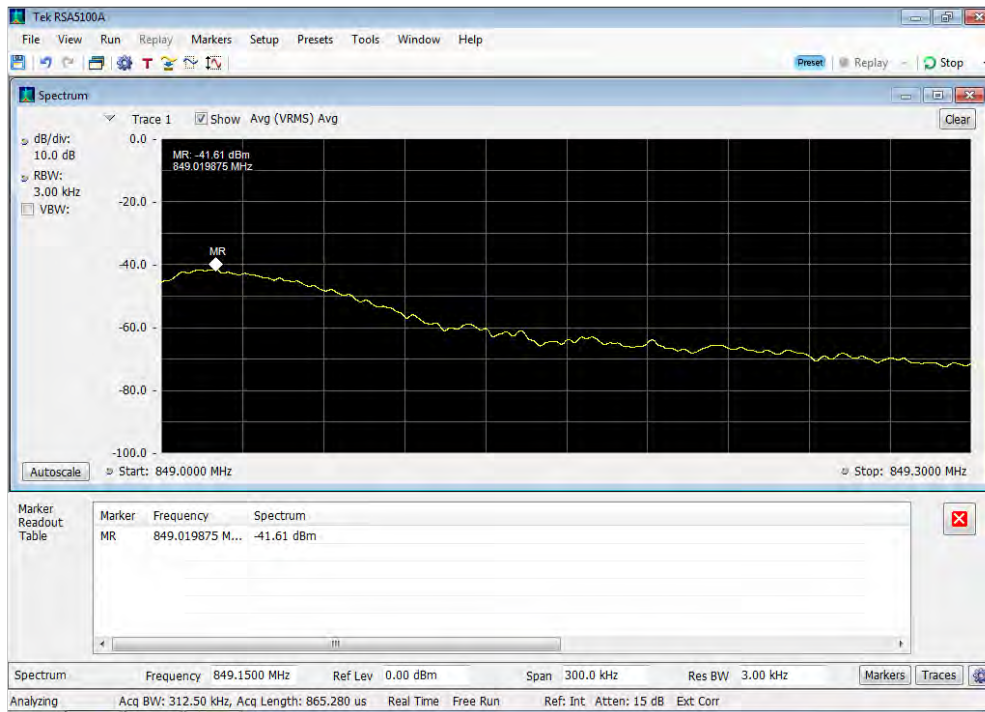 Tek RSA5100A
File View Run Replay Markers Setup Presets Tools Window Help
T Preset Replay Stop
Spectrum
Trace 1 Show Avg (VRMS) Avg Clear
dB/div: 0.0
10.0 dB MR: -41.61 dBm
849.019875 MHz
RBW:
3.00 kHz
VBW: -20.0
MR
-40.0
-60.0
-80.0
-100.0
Autoscale Start: 849.0000 MHz Stop: 849.3000 MHz
Marker Readout Table
Marker Frequency Spectrum
MR 849.019875 M... -41.61 dBm
Spectrum Frequency 849.1500 MHz Ref Lev 0.00 dBm Span 300.0 kHz Res BW 3.00 kHz Markers Traces
Analyzing Acq BW: 312.50 kHz, Acq Length: 865.280 us Real Time Free Run Ref: Int Atten: 15 dB Ext Corr